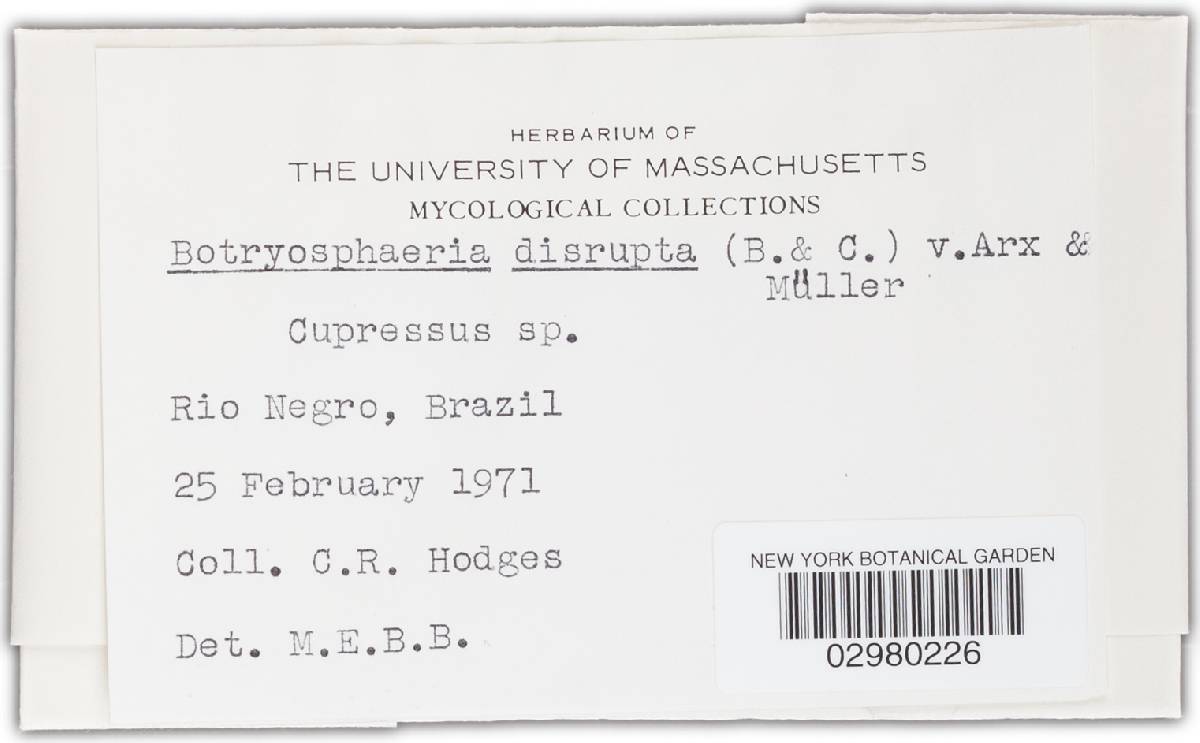 HERBARIUM OF
THE UNIVERSITY OF MASSACHUSETTS
MYCOLOGICAL COLLECTIONS
Botryosphaeria disrupta (B.& C.) v.Arx &
Müller
Cupressus sp.
Rio Negro, Brazil
25 February 1971
Coll. C.R. Hodges
Det. M.E.B.B.
NEW YORK BOTANICAL GARDEN
02980226